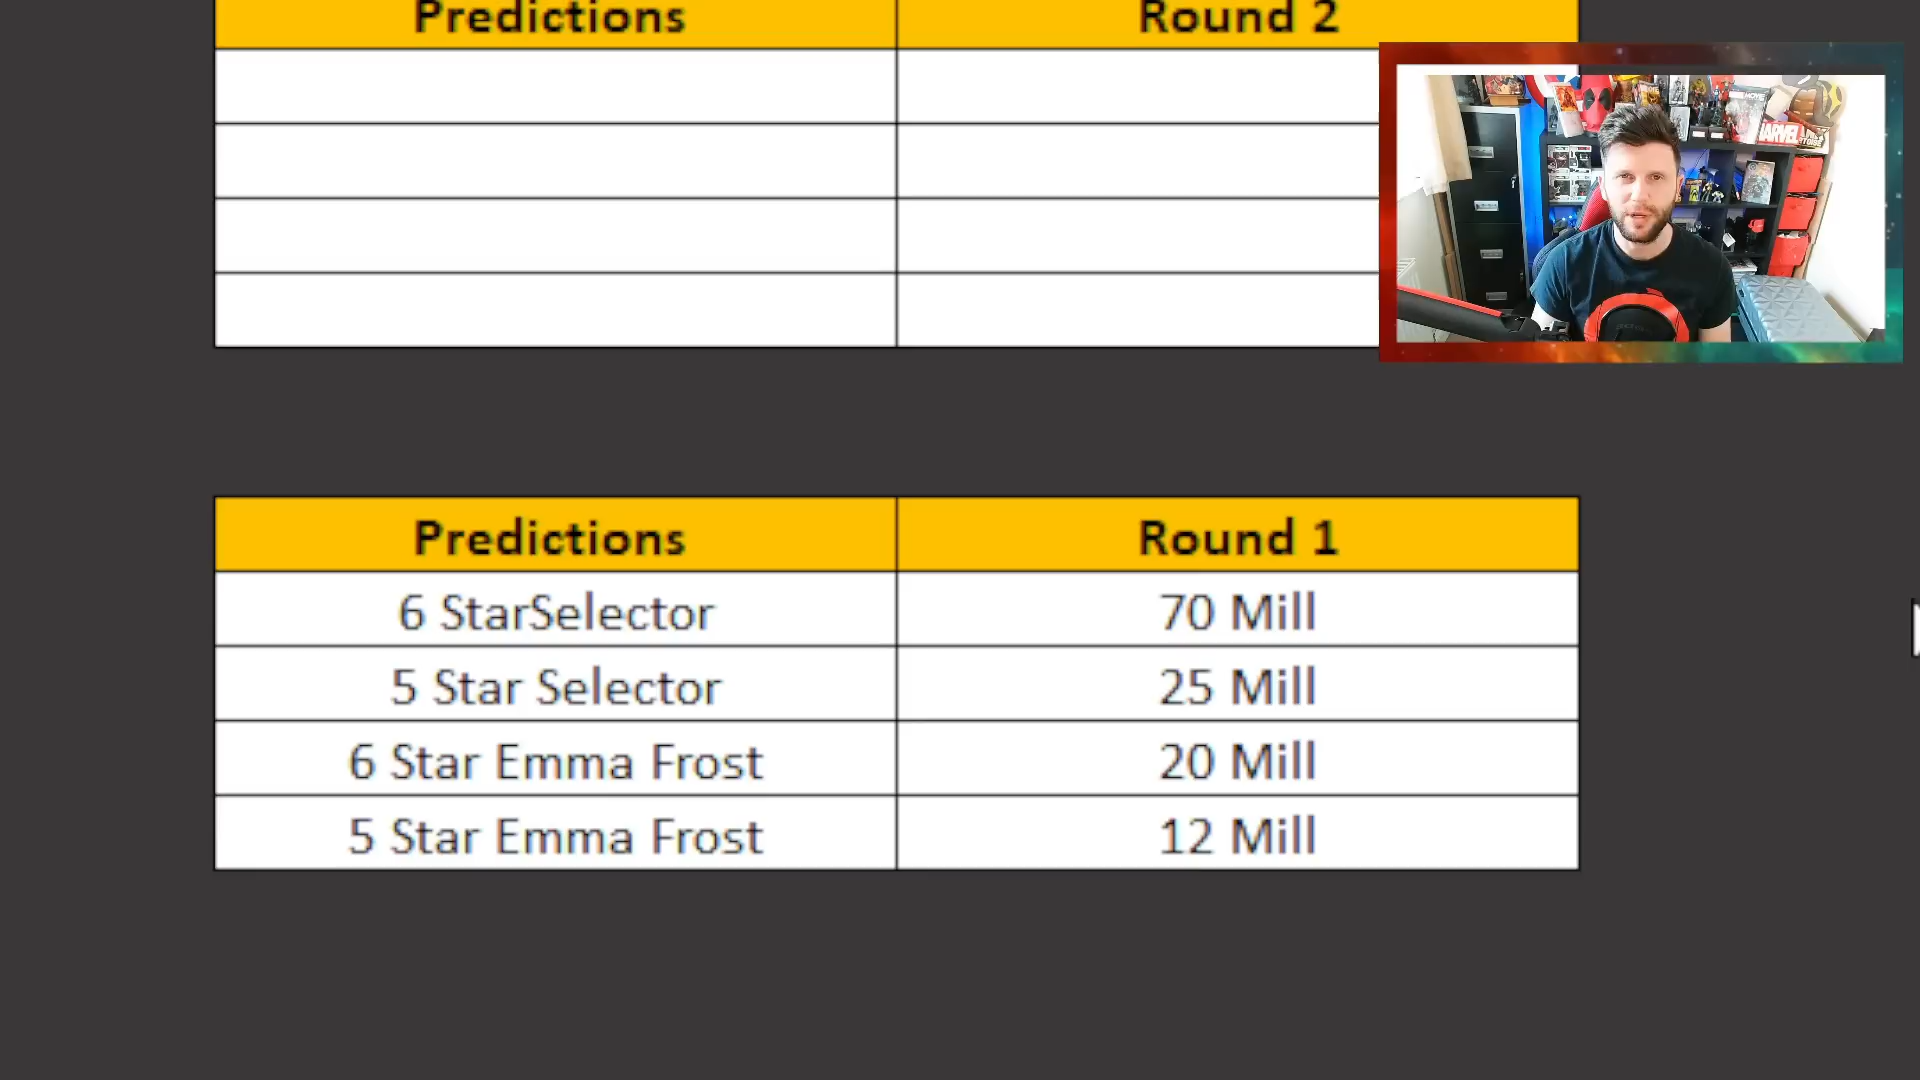 Predictions Round 2
MARVEL
Predictions Round 1
6 StarSelector 70 Mill
5 Star Selector 25 Mill
6 Star Emma Frost 20 Mill
5 Star Emma Frost 12 Mill